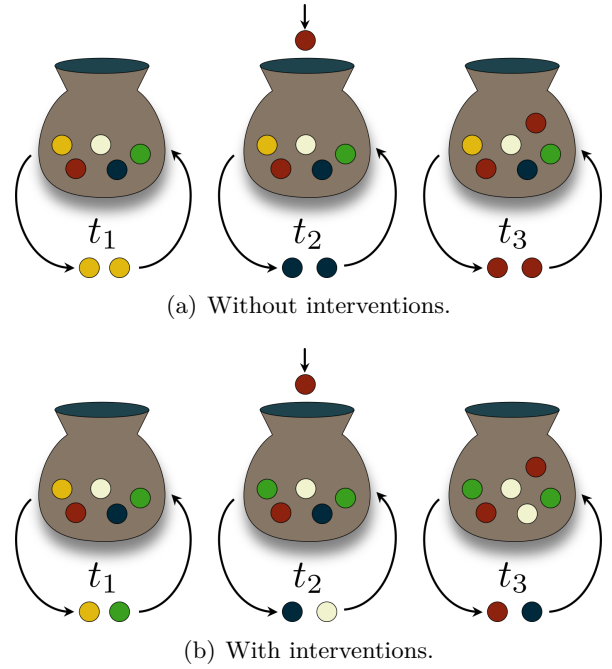 t₁ t₂ t₃
(a) Without interventions.
t₁ t₂ t₃
(b) With interventions.